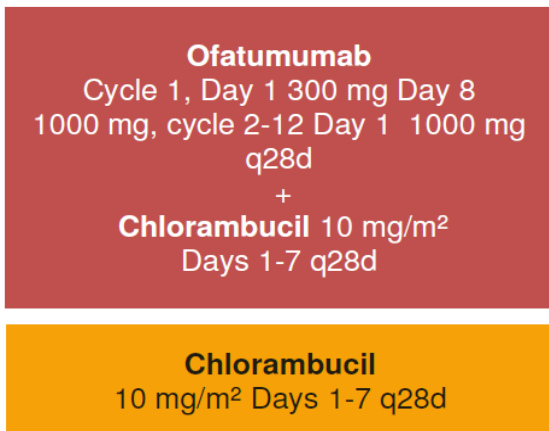 Ofatumumab
Cycle 1, Day 1 300 mg Day 8
1000 mg, cycle 2-12 Day 1 1000 mg
q28d
+
Chlorambucil 10 mg/m²
Days 1-7 q28d
Chlorambucil
10 mg/m² Days 1-7 q28d